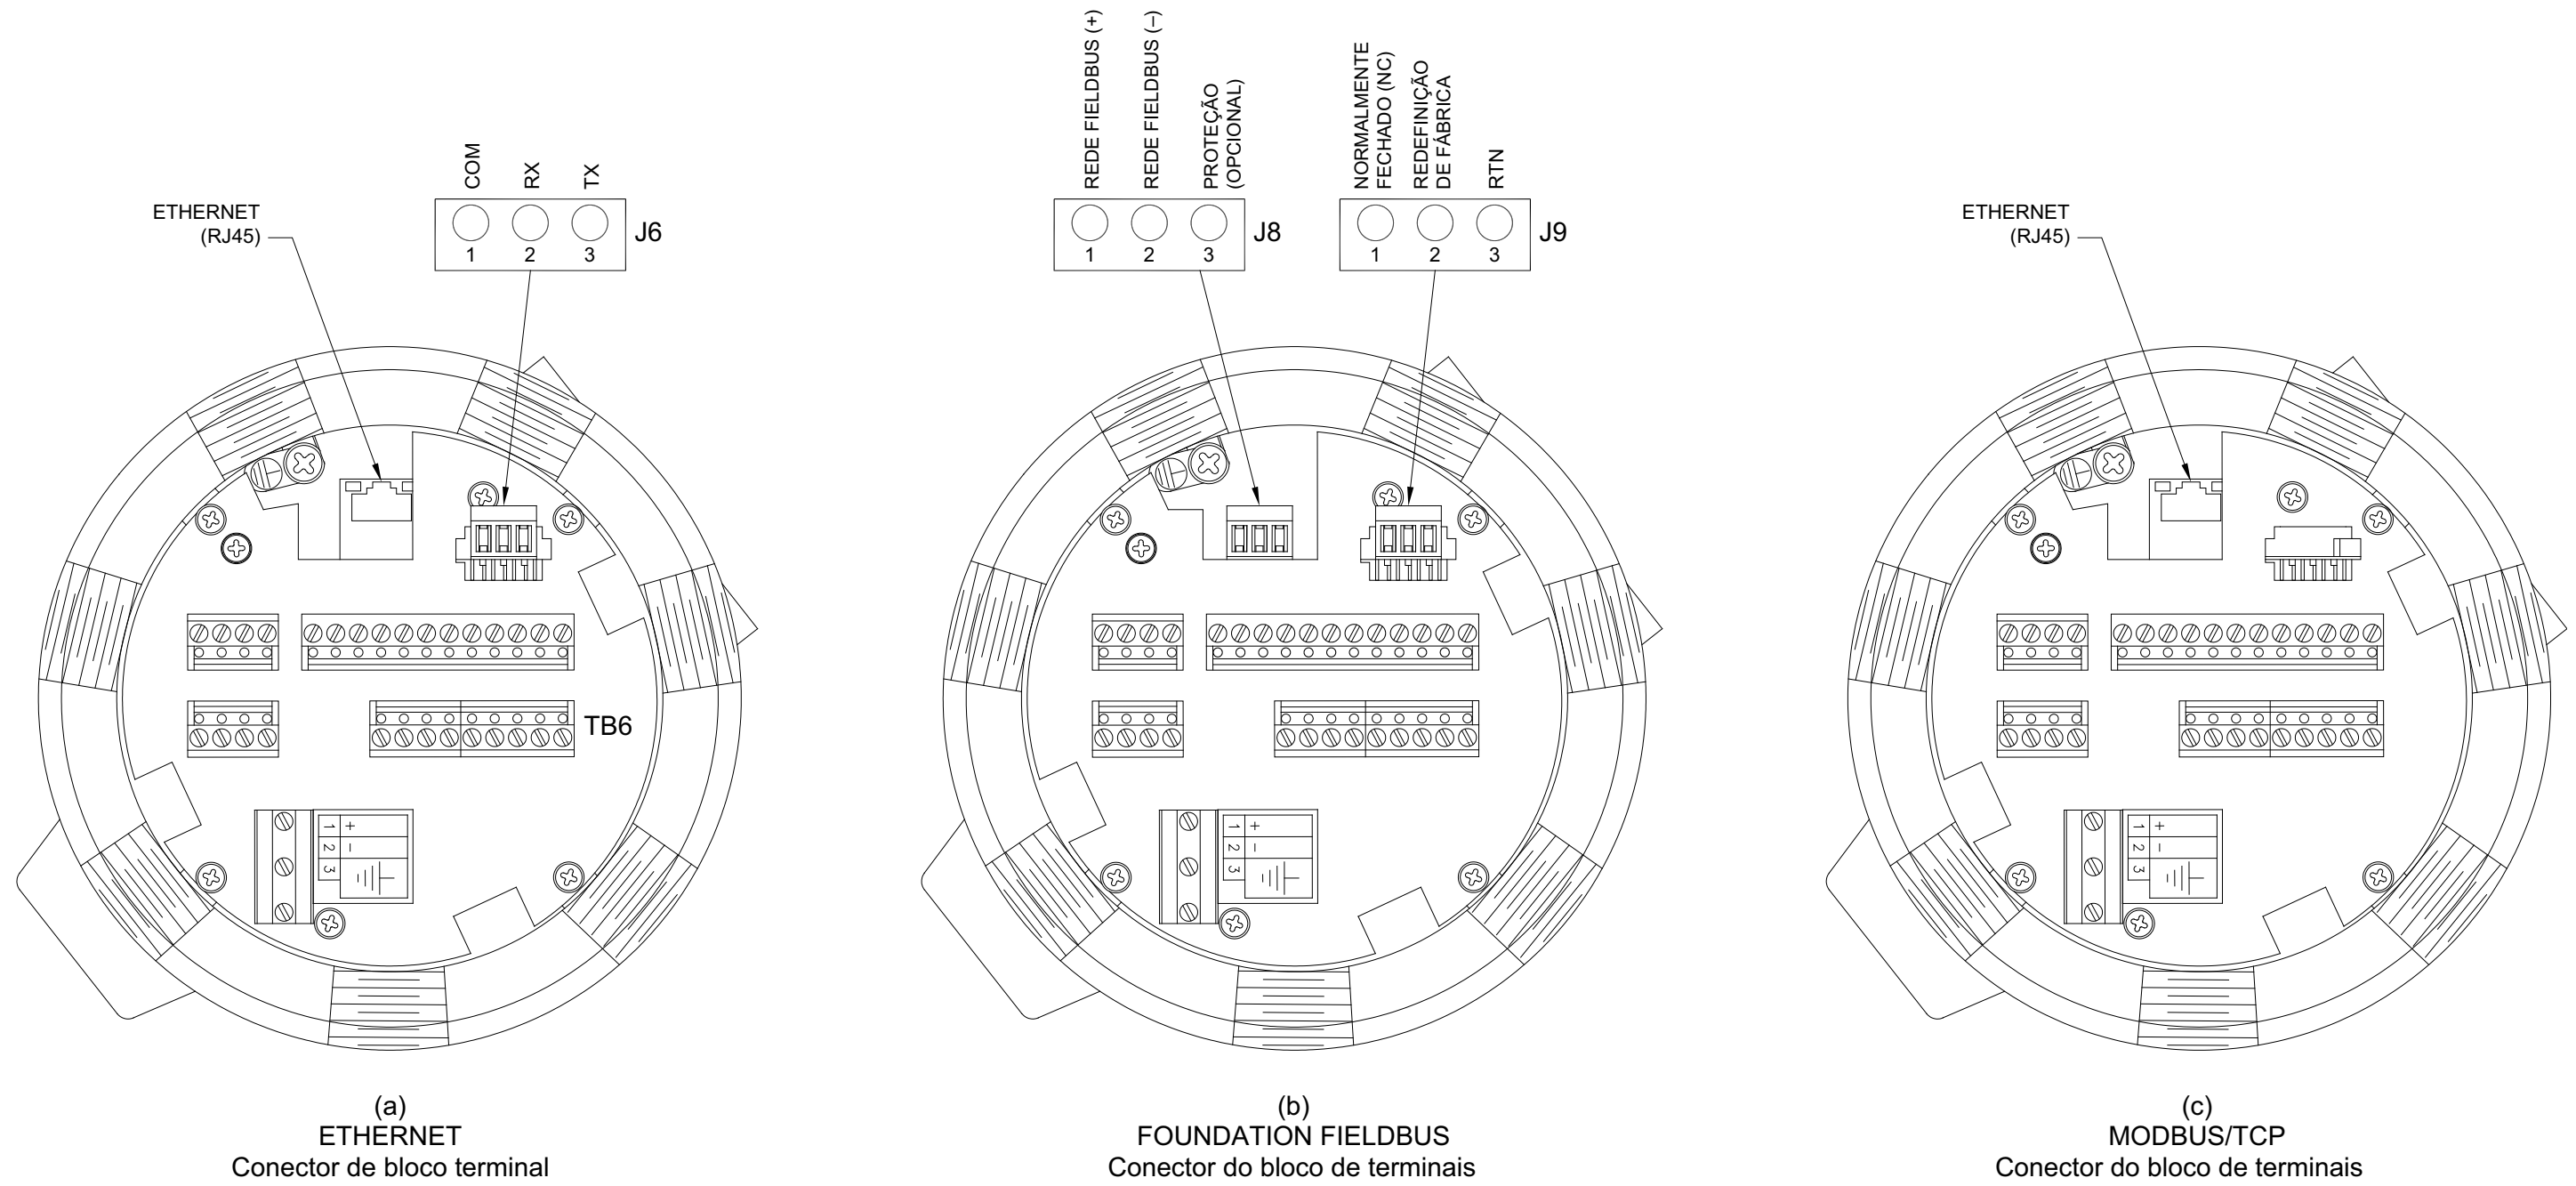 COM
RX
TX
ETHERNET
(RJ45)
1 2 3
J6
TB6
+
–
1
2
3
(a)
ETHERNET
Conector de bloco terminal
REDE FIELDBUS (+)
REDE FIELDBUS (–)
PROTEÇÃO
(OPCIONAL)
1 2 3
J8
NORMALMENTE
FECHADO (NC)
REDEFINIÇÃO
DE FÁBRICA
RTN
1 2 3
J9
+
–
1
2
3
(b)
FOUNDATION FIELDBUS
Conector do bloco de terminais
ETHERNET
(RJ45)
+
–
1
2
3
(c)
MODBUS/TCP
Conector do bloco de terminais